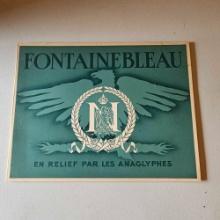 FONTAINEBLEAU
N
EN RELIEF PAR LES ANAGLYPHES